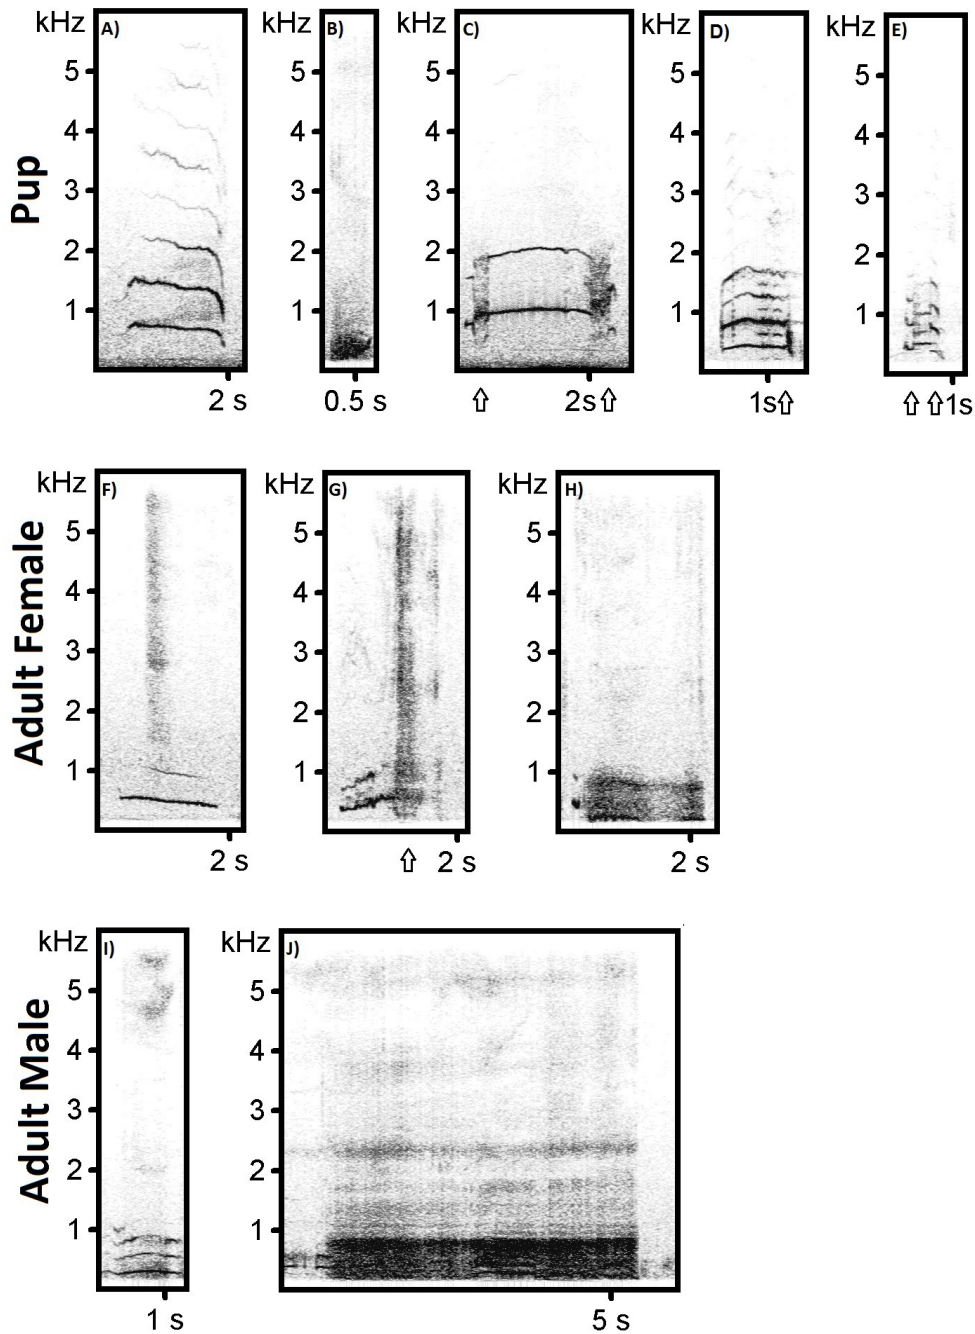 kHz A) kHz B) kHz C) kHz D) kHz E)
5 5 5 5 5
4 4 4 4 4
3 3 3 3 3
2 2 2 2 2
1 1 1 1 1
Pup
2 s 0.5 s ⇧ 2s⇧ 1s⇧ ⇧ ⇧1s
kHz F) kHz G) kHz H)
5 5 5
4 4 4
3 3 3
2 2 2
1 1 1
Adult Female
2 s ⇧ 2 s 2 s
kHz I) kHz J)
5 5
4 4
3 3
2 2
1 1
Adult Male
1 s 5 s